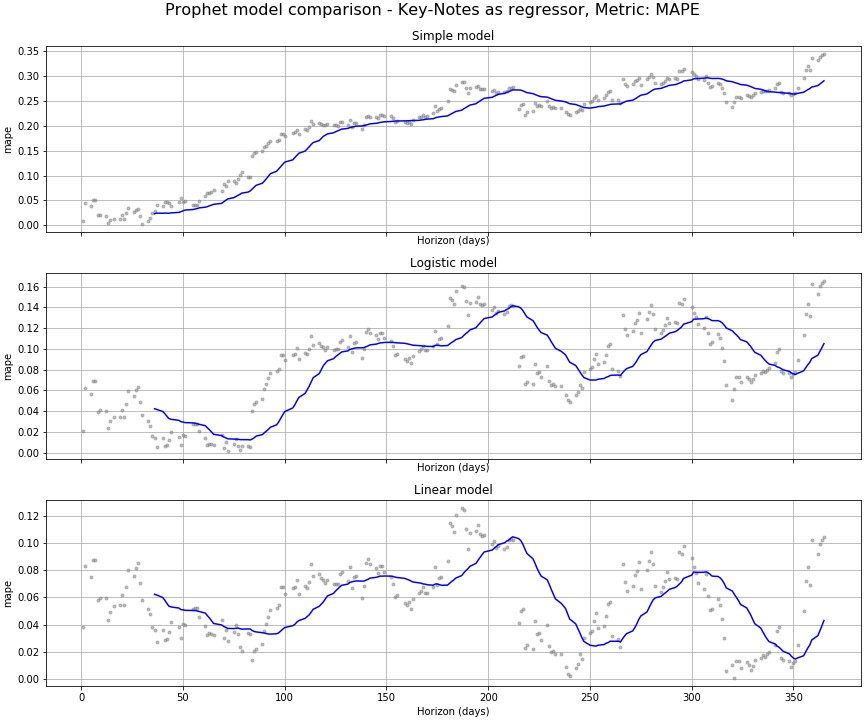 Prophet model comparison - Key-Notes as regressor, Metric: MAPE
Simple model
0.35
0.30
0.25
0.20
0.15
0.10
0.05
0.00
mape
Horizon (days)
Logistic model
0.16
0.14
0.12
0.10
0.08
0.06
0.04
0.02
0.00
mape
Horizon (days)
Linear model
0.12
0.10
0.08
0.06
0.04
0.02
0.00
mape
0 50 100 150 200 250 300 350
Horizon (days)